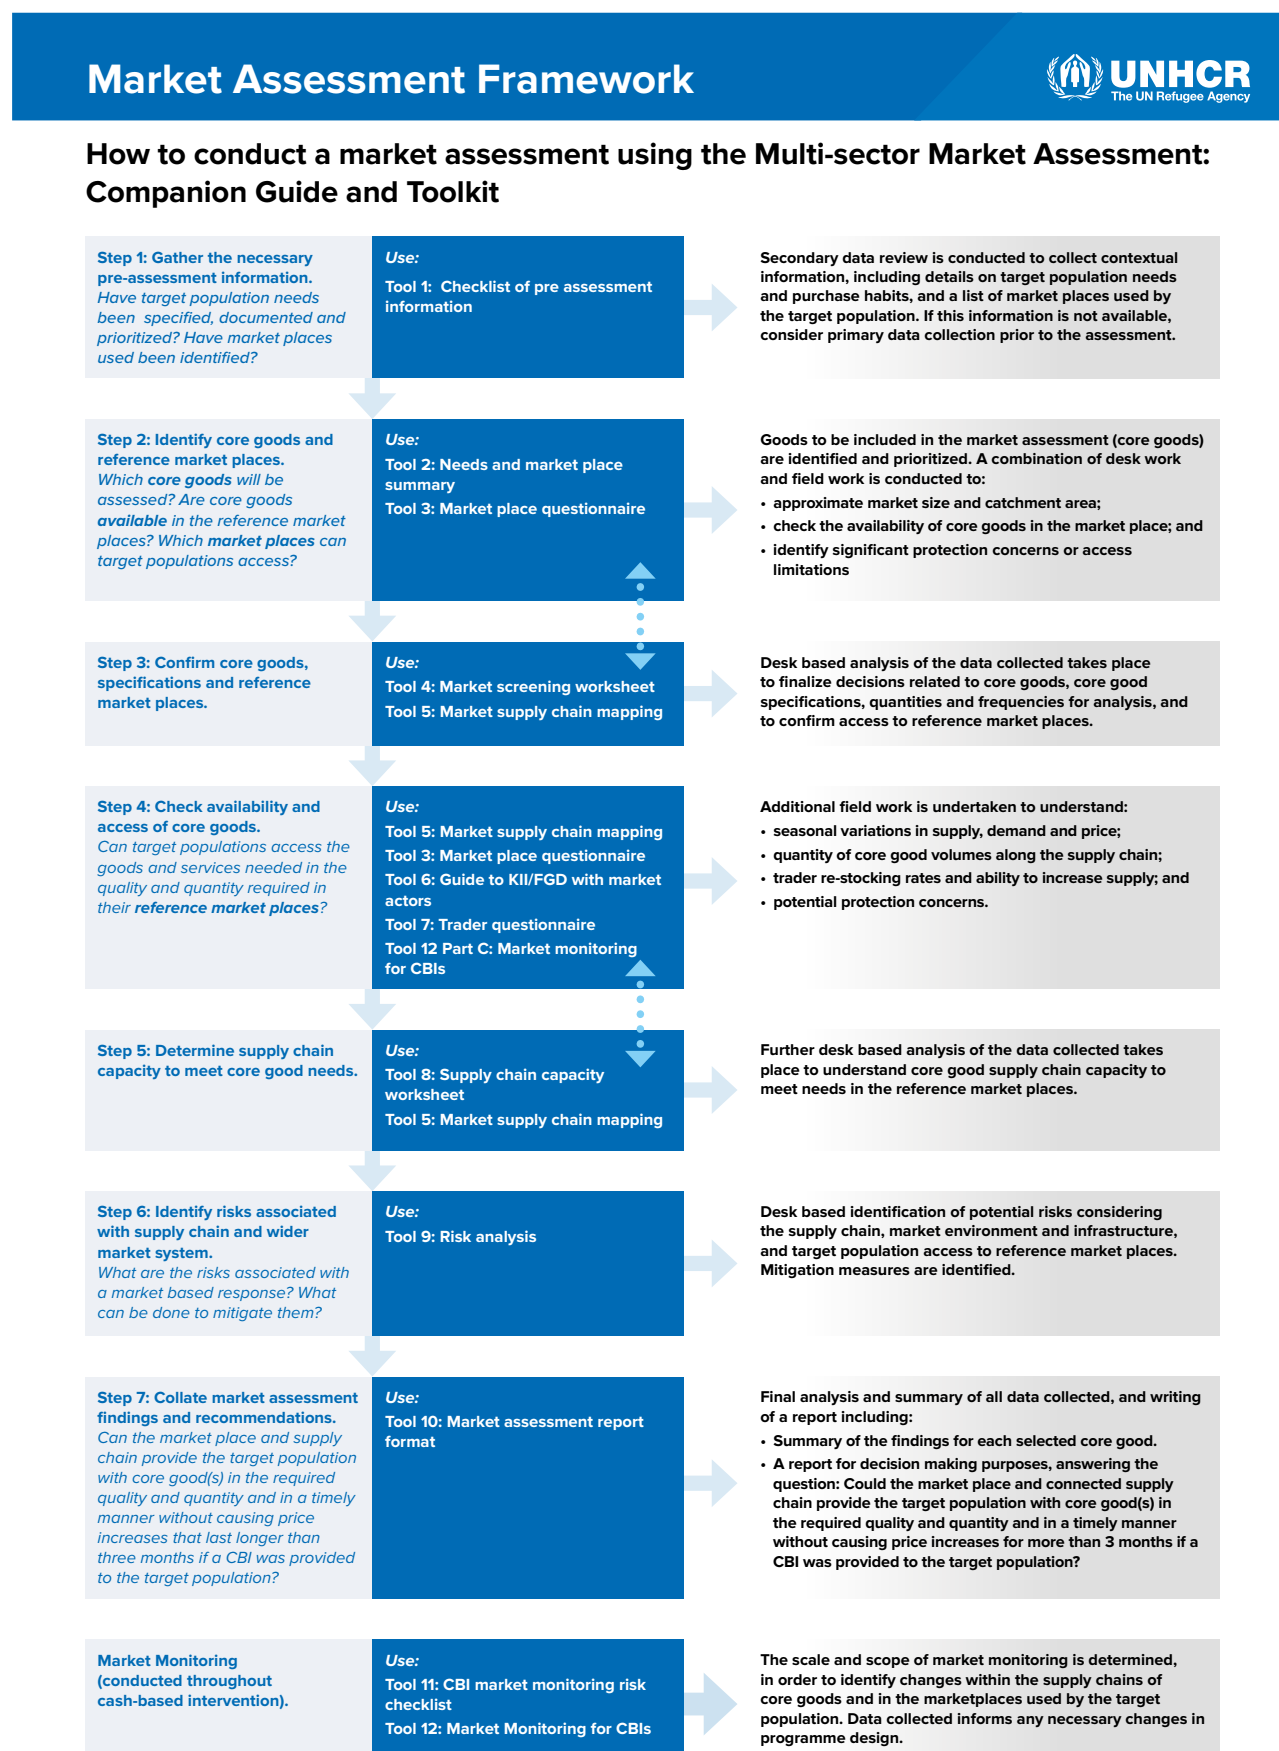 Market Assessment Framework
UNHCR
The UN Refugee Agency
How to conduct a market assessment using the Multi-sector Market Assessment:
Companion Guide and Toolkit
Step 1: Gather the necessary
pre-assessment information.
Have target population needs
been specified, documented and
prioritized? Have market places
used been identified?
Use:
Tool 1: Checklist of pre assessment
information
Secondary data review is conducted to collect contextual
information, including details on target population needs
and purchase habits, and a list of market places used by
the target population. If this information is not available,
consider primary data collection prior to the assessment.
Step 2: Identify core goods and
reference market places.
Which core goods will be
assessed? Are core goods
available in the reference market
places? Which market places can
target populations access?
Use:
Tool 2: Needs and market place
summary
Tool 3: Market place questionnaire
Goods to be included in the market assessment (core goods)
are identified and prioritized. A combination of desk work
and field work is conducted to:
• approximate market size and catchment area;
• check the availability of core goods in the market place; and
• identify significant protection concerns or access
limitations
Step 3: Confirm core goods,
specifications and reference
market places.
Use:
Tool 4: Market screening worksheet
Tool 5: Market supply chain mapping
Desk based analysis of the data collected takes place
to finalize decisions related to core goods, core good
specifications, quantities and frequencies for analysis, and
to confirm access to reference market places.
Step 4: Check availability and
access of core goods.
Can target populations access the
goods and services needed in the
quality and quantity required in
their reference market places?
Use:
Tool 5: Market supply chain mapping
Tool 3: Market place questionnaire
Tool 6: Guide to KII/FGD with market
actors
Tool 7: Trader questionnaire
Tool 12 Part C: Market monitoring
for CBIs
Additional field work is undertaken to understand:
• seasonal variations in supply, demand and price;
• quantity of core good volumes along the supply chain;
• trader re-stocking rates and ability to increase supply; and
• potential protection concerns.
Step 5: Determine supply chain
capacity to meet core good needs.
Use:
Tool 8: Supply chain capacity
worksheet
Tool 5: Market supply chain mapping
Further desk based analysis of the data collected takes
place to understand core good supply chain capacity to
meet needs in the reference market places.
Step 6: Identify risks associated
with supply chain and wider
market system.
What are the risks associated with
a market based response? What
can be done to mitigate them?
Use:
Tool 9: Risk analysis
Desk based identification of potential risks considering
the supply chain, market environment and infrastructure,
and target population access to reference market places.
Mitigation measures are identified.
Step 7: Collate market assessment
findings and recommendations.
Can the market place and supply
chain provide the target population
with core good(s) in the required
quality and quantity and in a timely
manner without causing price
increases that last longer than
three months if a CBI was provided
to the target population?
Use:
Tool 10: Market assessment report
format
Final analysis and summary of all data collected, and writing
of a report including:
• Summary of the findings for each selected core good.
• A report for decision making purposes, answering the
question: Could the market place and connected supply
chain provide the target population with core good(s) in
the required quality and quantity and in a timely manner
without causing price increases for more than 3 months if a
CBI was provided to the target population?
Market Monitoring
(conducted throughout
cash-based intervention).
Use:
Tool 11: CBI market monitoring risk
checklist
Tool 12: Market Monitoring for CBIs
The scale and scope of market monitoring is determined,
in order to identify changes within the supply chains of
core goods and in the marketplaces used by the target
population. Data collected informs any necessary changes in
programme design.